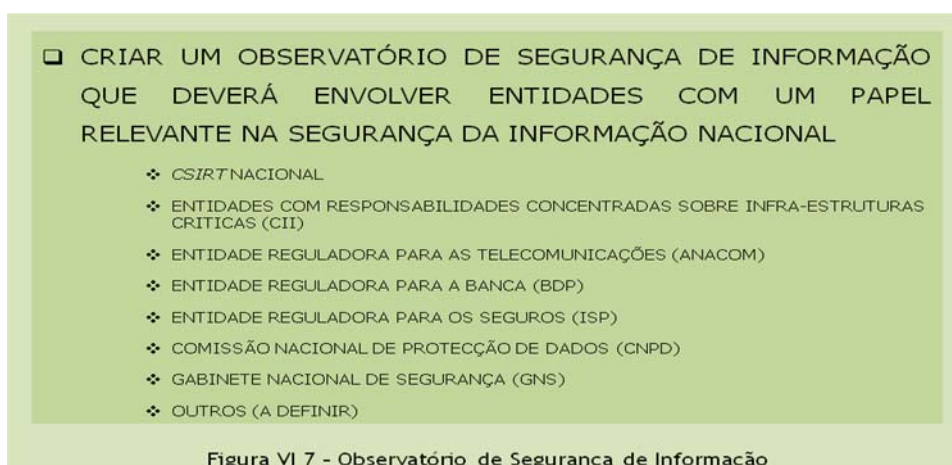 ❑ CRIAR UM OBSERVATÓRIO DE SEGURANÇA DE INFORMAÇÃO
QUE DEVERÁ ENVOLVER ENTIDADES COM UM PAPEL
RELEVANTE NA SEGURANÇA DA INFORMAÇÃO NACIONAL
❖ CSIRT NACIONAL
❖ ENTIDADES COM RESPONSABILIDADES CONCENTRADAS SOBRE INFRA-ESTRUTURAS
CRITICAS (CII)
❖ ENTIDADE REGULADORA PARA AS TELECOMUNICAÇÕES (ANACOM)
❖ ENTIDADE REGULADORA PARA A BANCA (BDP)
❖ ENTIDADE REGULADORA PARA OS SEGUROS (ISP)
❖ COMISSÃO NACIONAL DE PROTECÇÃO DE DADOS (CNPD)
❖ GABINETE NACIONAL DE SEGURANÇA (GNS)
❖ OUTROS (A DEFINIR)
Figura VI 7 - Observatório de Segurança de Informação